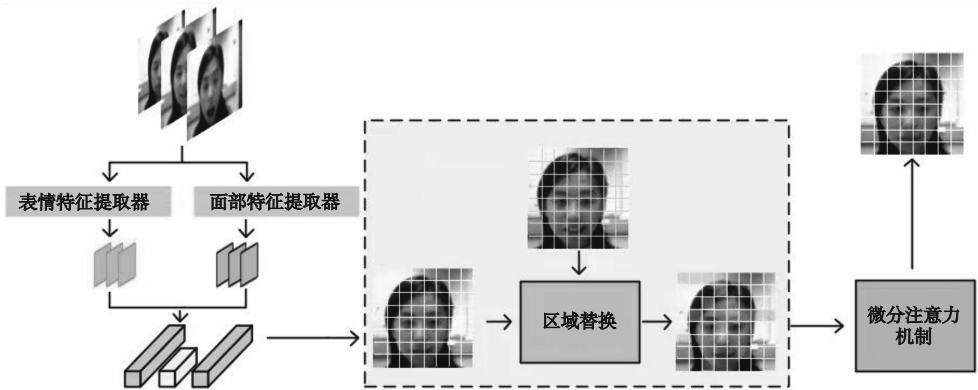 表情特征提取器
面部特征提取器
区域替换
微分注意力
机制